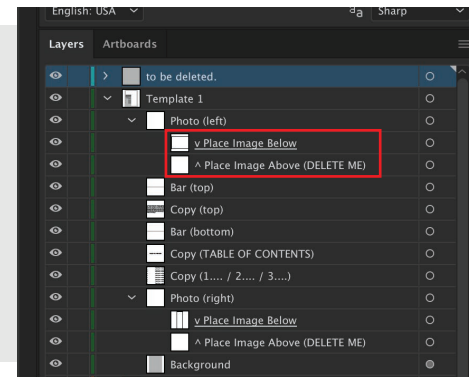 English: USA
Sharp
Layers
Artboards
to be deleted.
Template 1
Photo (left)
v Place Image Below
^ Place Image Above (DELETE ME)
Bar (top)
Copy (top)
Bar (bottom)
Copy (TABLE OF CONTENTS)
Copy (1.... / 2.... / 3....)
Photo (right)
v Place Image Below
^ Place Image Above (DELETE ME)
Background